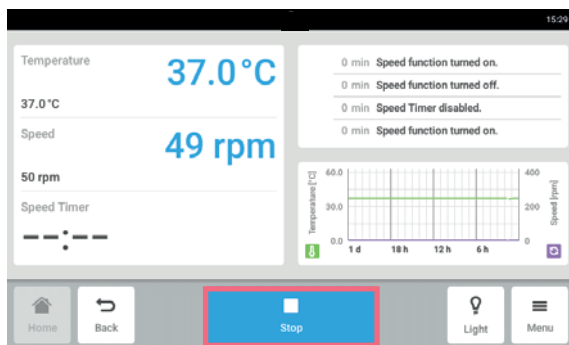 15:29
Temperature
37.0°C
37.0°C
Speed
49 rpm
50 rpm
Speed Timer
--:--
0 min Speed function turned on.
0 min Speed function turned off.
0 min Speed Timer disabled.
0 min Speed function turned on.
Temperature [°C]
60.0
30.0
0.0
1 d 18 h 12 h 6 h
400
200
0
Speed [rpm]
Home
Back
Stop
Light
Menu